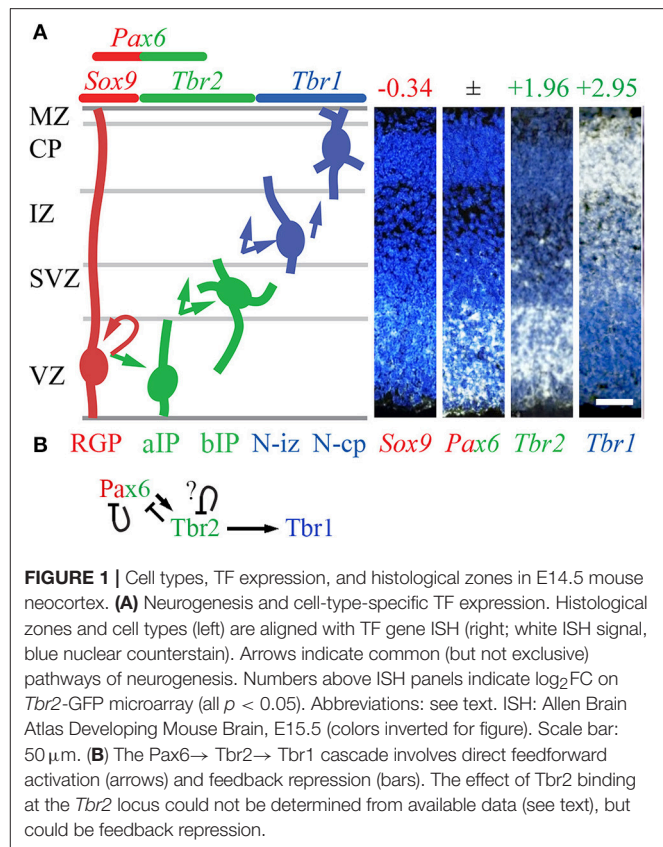 A
Pax6
Sox9 Tbr2 Tbr1 -0.34 ± +1.96 +2.95
MZ
CP
IZ
SVZ
VZ
B RGP aIP bIP N-iz N-cp Sox9 Pax6 Tbr2 Tbr1
Pax6 ?
Tbr2 Tbr1
FIGURE 1 | Cell types, TF expression, and histological zones in E14.5 mouse
neocortex. (A) Neurogenesis and cell-type-specific TF expression. Histological
zones and cell types (left) are aligned with TF gene ISH (right; white ISH signal,
blue nuclear counterstain). Arrows indicate common (but not exclusive)
pathways of neurogenesis. Numbers above ISH panels indicate log₂FC on
Tbr2-GFP microarray (all p < 0.05). Abbreviations: see text. ISH: Allen Brain
Atlas Developing Mouse Brain, E15.5 (colors inverted for figure). Scale bar:
50 μm. (B) The Pax6→ Tbr2→ Tbr1 cascade involves direct feedforward
activation (arrows) and feedback repression (bars). The effect of Tbr2 binding
at the Tbr2 locus could not be determined from available data (see text), but
could be feedback repression.